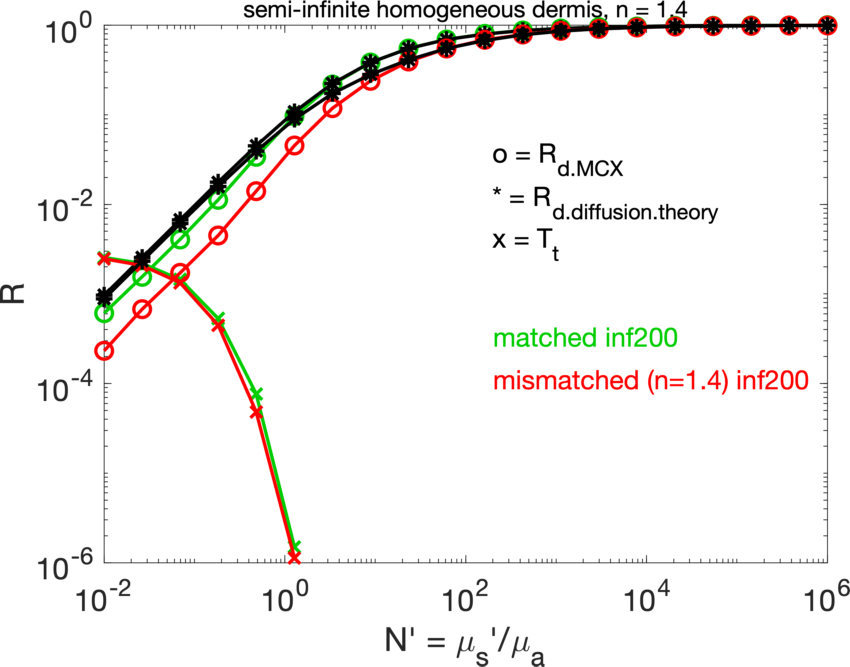 semi-infinite homogeneous dermis, n = 1.4
10^0
10^-2
10^-4
10^-6
R
o = R_d.MCX
* = R_d.diffusion.theory
x = T_t
matched inf200
mismatched (n=1.4) inf200
10^-2 10^0 10^2 10^4 10^6
N' = μ_s'/μ_a